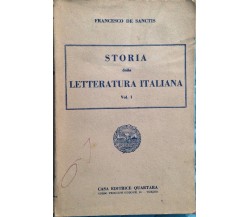 FRANCESCO DE SANCTIS
STORIA
della
LETTERATURA ITALIANA
Vol. I
CASA EDITRICE QUARTARA